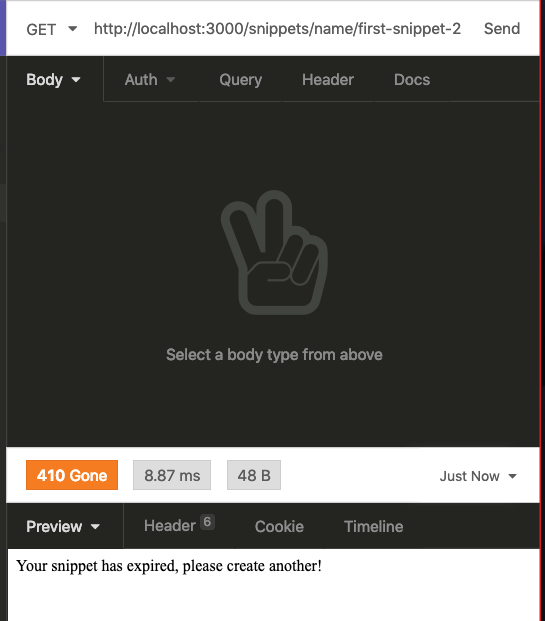 GET http://localhost:3000/snippets/name/first-snippet-2 Send
Body Auth Query Header Docs
Select a body type from above
410 Gone 8.87 ms 48 B Just Now
Preview Header 6 Cookie Timeline
Your snippet has expired, please create another!